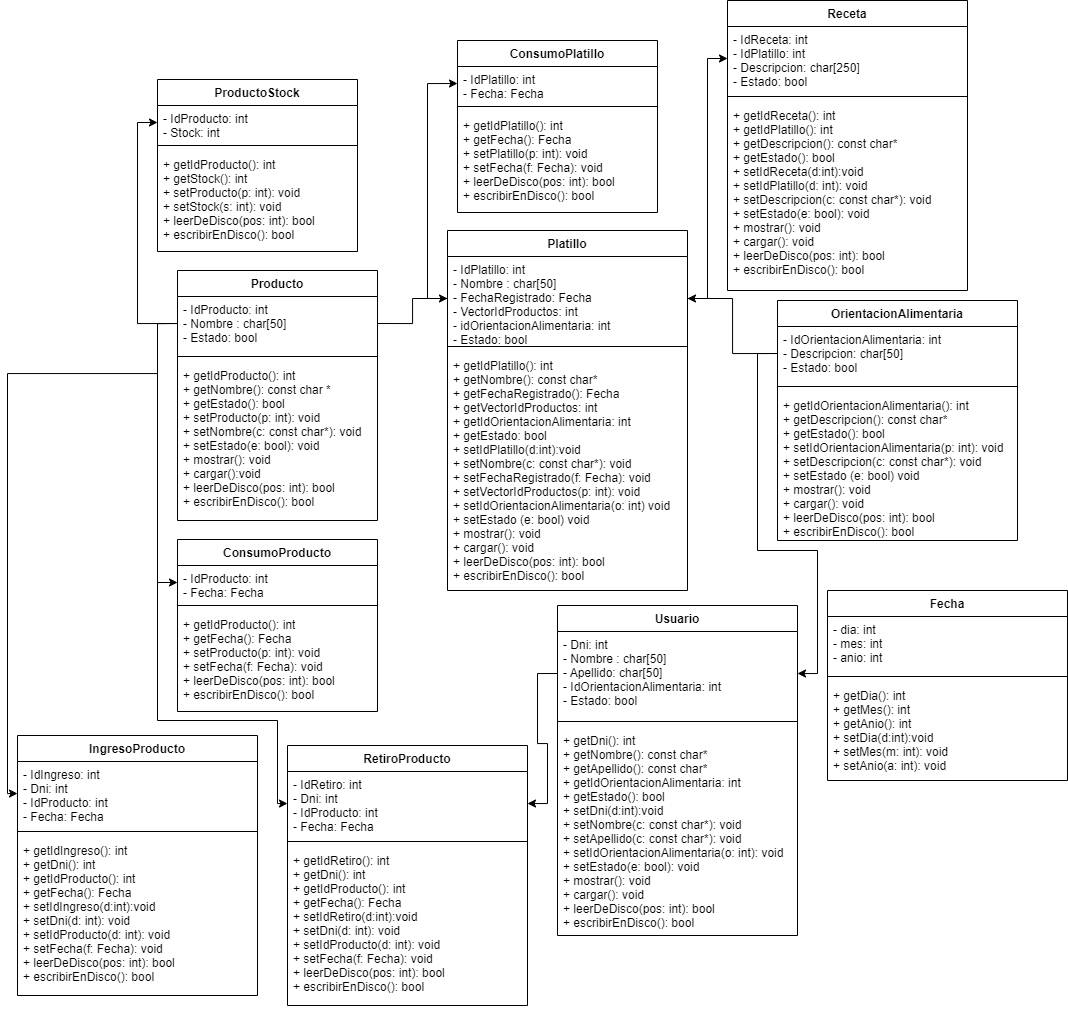 ProductoStock
- IdProducto: int
- Stock: int
+ getIdProducto(): int
+ getStock(): int
+ setProducto(p: int): void
+ setStock(s: int): void
+ leerDeDisco(pos: int): bool
+ escribirEnDisco(): bool
ConsumoPlatillo
- IdPlatillo: int
- Fecha: Fecha
+ getIdPlatillo(): int
+ getFecha(): Fecha
+ setPlatillo(p: int): void
+ setFecha(f: Fecha): void
+ leerDeDisco(pos: int): bool
+ escribirEnDisco(): bool
Receta
- IdReceta: int
- IdPlatillo: int
- Descripcion: char[250]
- Estado: bool
+ getIdReceta(): int
+ getIdPlatillo(): int
+ getDescripcion(): const char*
+ getEstado(): bool
+ setIdReceta(d:int):void
+ setIdPlatillo(d: int): void
+ setDescripcion(c: const char*): void
+ setEstado(e: bool): void
+ mostrar(): void
+ cargar(): void
+ leerDeDisco(pos: int): bool
+ escribirEnDisco(): bool
Producto
- IdProducto: int
- Nombre : char[50]
- Estado: bool
+ getIdProducto(): int
+ getNombre(): const char *
+ getEstado(): bool
+ setProducto(p: int): void
+ setNombre(c: const char*): void
+ setEstado(e: bool): void
+ mostrar(): void
+ cargar():void
+ leerDeDisco(pos: int): bool
+ escribirEnDisco(): bool
Platillo
- IdPlatillo: int
- Nombre : char[50]
- FechaRegistrado: Fecha
- VectorIdProductos: int
- idOrientacionAlimentaria: int
- Estado: bool
+ getIdPlatillo(): int
+ getNombre(): const char*
+ getFechaRegistrado(): Fecha
+ getVectorIdProductos: int
+ getIdOrientacionAlimentaria: int
+ getEstado: bool
+ setIdPlatillo(d:int):void
+ setNombre(c: const char*): void
+ setFechaRegistrado(f: Fecha): void
+ setVectorIdProductos(p: int): void
+ setIdOrientacionAlimentaria(o: int) void
+ setEstado (e: bool) void
+ mostrar(): void
+ cargar(): void
+ leerDeDisco(pos: int): bool
+ escribirEnDisco(): bool
OrientacionAlimentaria
- IdOrientacionAlimentaria: int
- Descripcion: char[50]
- Estado: bool
+ getIdOrientacionAlimentaria(): int
+ getDescripcion(): const char*
+ getEstado(): bool
+ setIdOrientacionAlimentaria(p: int): void
+ setDescripcion(c: const char*): void
+ setEstado (e: bool) void
+ mostrar(): void
+ cargar(): void
+ leerDeDisco(pos: int): bool
+ escribirEnDisco(): bool
ConsumoProducto
- IdProducto: int
- Fecha: Fecha
+ getIdProducto(): int
+ getFecha(): Fecha
+ setProducto(p: int): void
+ setFecha(f: Fecha): void
+ leerDeDisco(pos: int): bool
+ escribirEnDisco(): bool
Usuario
- Dni: int
- Nombre : char[50]
- Apellido: char[50]
- IdOrientacionAlimentaria: int
- Estado: bool
+ getDni(): int
+ getNombre(): const char*
+ getApellido(): const char*
+ getIdOrientacionAlimentaria: int
+ getEstado(): bool
+ setDni(d:int):void
+ setNombre(c: const char*): void
+ setApellido(c: const char*): void
+ setIdOrientacionAlimentaria(o: int): void
+ setEstado(e: bool): void
+ mostrar(): void
+ cargar(): void
+ leerDeDisco(pos: int): bool
+ escribirEnDisco(): bool
Fecha
- dia: int
- mes: int
- anio: int
+ getDia(): int
+ getMes(): int
+ getAnio(): int
+ setDia(d:int):void
+ setMes(m: int): void
+ setAnio(a: int): void
IngresoProducto
- IdIngreso: int
- Dni: int
- IdProducto: int
- Fecha: Fecha
+ getIdIngreso(): int
+ getDni(): int
+ getIdProducto(): int
+ getFecha(): Fecha
+ setIdIngreso(d:int):void
+ setDni(d: int): void
+ setIdProducto(d: int): void
+ setFecha(f: Fecha): void
+ leerDeDisco(pos: int): bool
+ escribirEnDisco(): bool
RetiroProducto
- IdRetiro: int
- Dni: int
- IdProducto: int
- Fecha: Fecha
+ getIdRetiro(): int
+ getDni(): int
+ getIdProducto(): int
+ getFecha(): Fecha
+ setIdRetiro(d:int):void
+ setDni(d: int): void
+ setIdProducto(d: int): void
+ setFecha(f: Fecha): void
+ leerDeDisco(pos: int): bool
+ escribirEnDisco(): bool